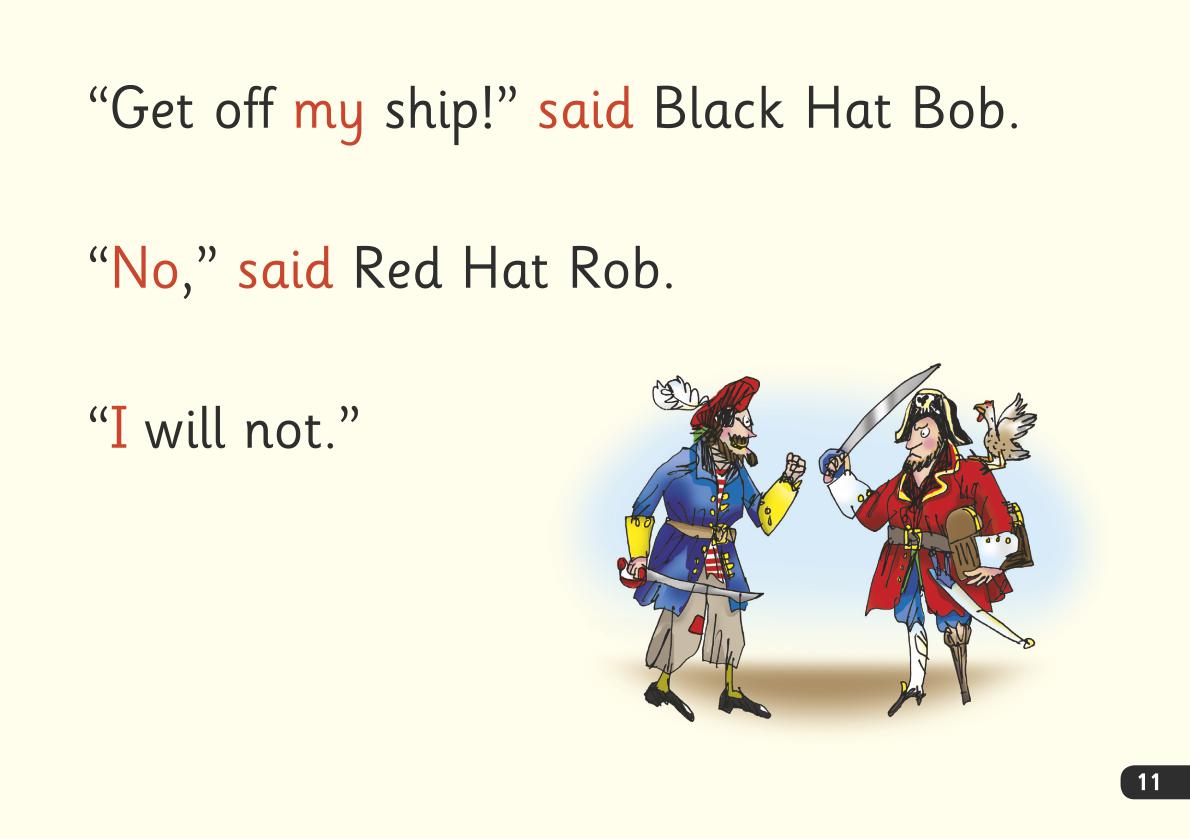 “Get off my ship!” said Black Hat Bob.
“No,” said Red Hat Rob.
“I will not.”
11